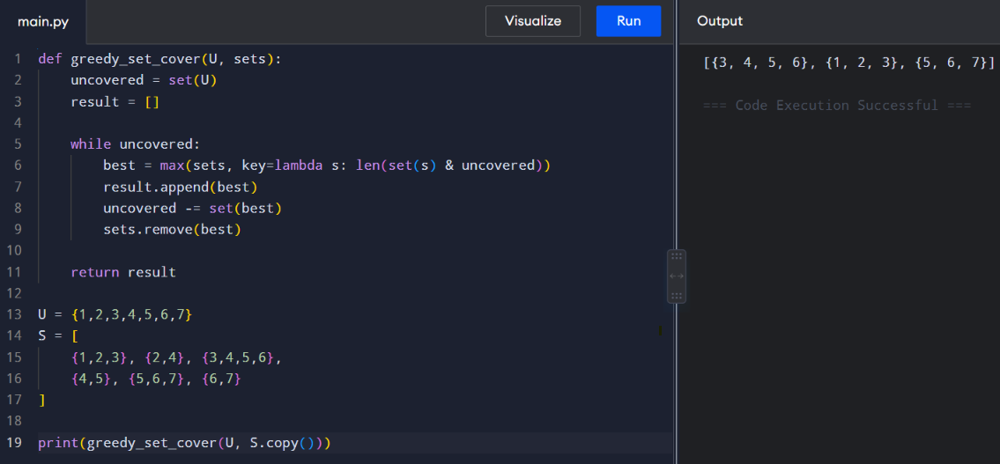 main.py
Visualize
Run
Output
1 def greedy_set_cover(U, sets):
2     uncovered = set(U)
3     result = []
4
5     while uncovered:
6         best = max(sets, key=lambda s: len(set(s) & uncovered))
7         result.append(best)
8         uncovered -= set(best)
9         sets.remove(best)
10
11     return result
12
13 U = {1,2,3,4,5,6,7}
14 S = [
15     {1,2,3}, {2,4}, {3,4,5,6},
16     {4,5}, {5,6,7}, {6,7}
17 ]
18
19 print(greedy_set_cover(U, S.copy()))
[{3, 4, 5, 6}, {1, 2, 3}, {5, 6, 7}]
=== Code Execution Successful ===